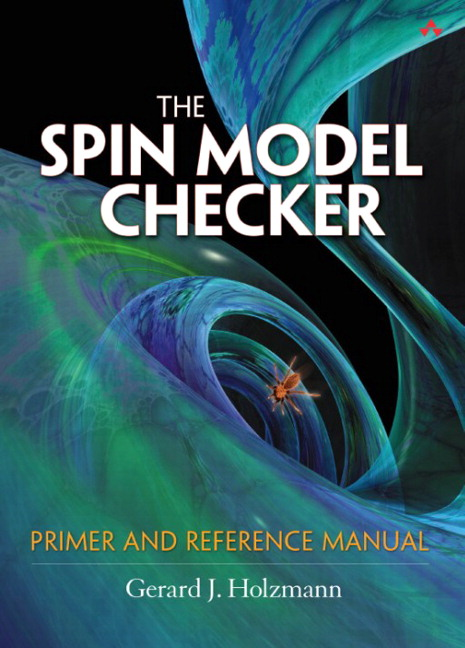 THE
SPIN MODEL
CHECKER
PRIMER AND REFERENCE MANUAL
Gerard J. Holzmann